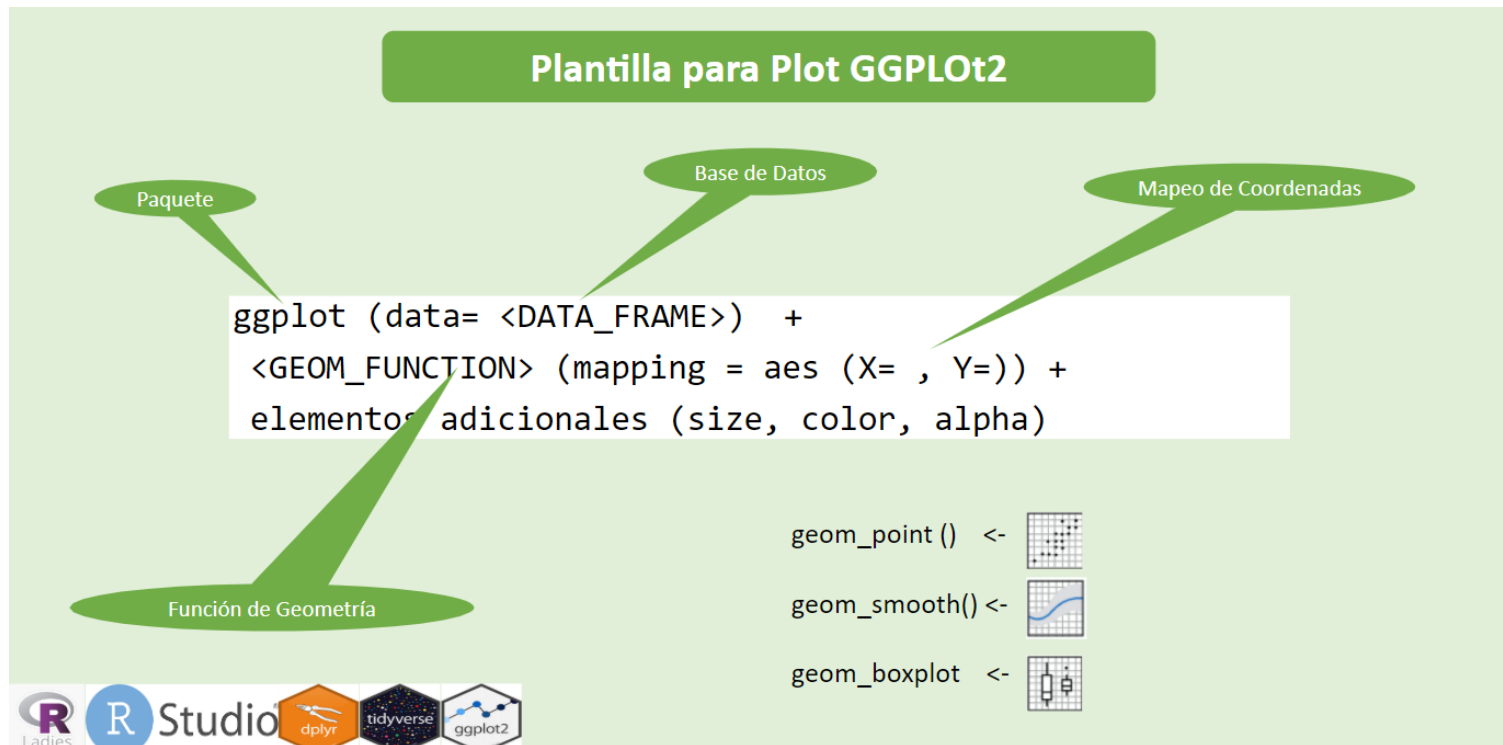 Plantilla para Plot GGPLOt2
Paquete
Base de Datos
Mapeo de Coordenadas
ggplot (data= <DATA_FRAME>) +
<GEOM_FUNCTION> (mapping = aes (X= , Y=)) +
elementos adicionales (size, color, alpha)
Función de Geometría
geom_point () <-
geom_smooth() <-
geom_boxplot <-
R
Ladies
R Studio
dplyr
tidyverse
ggplot2